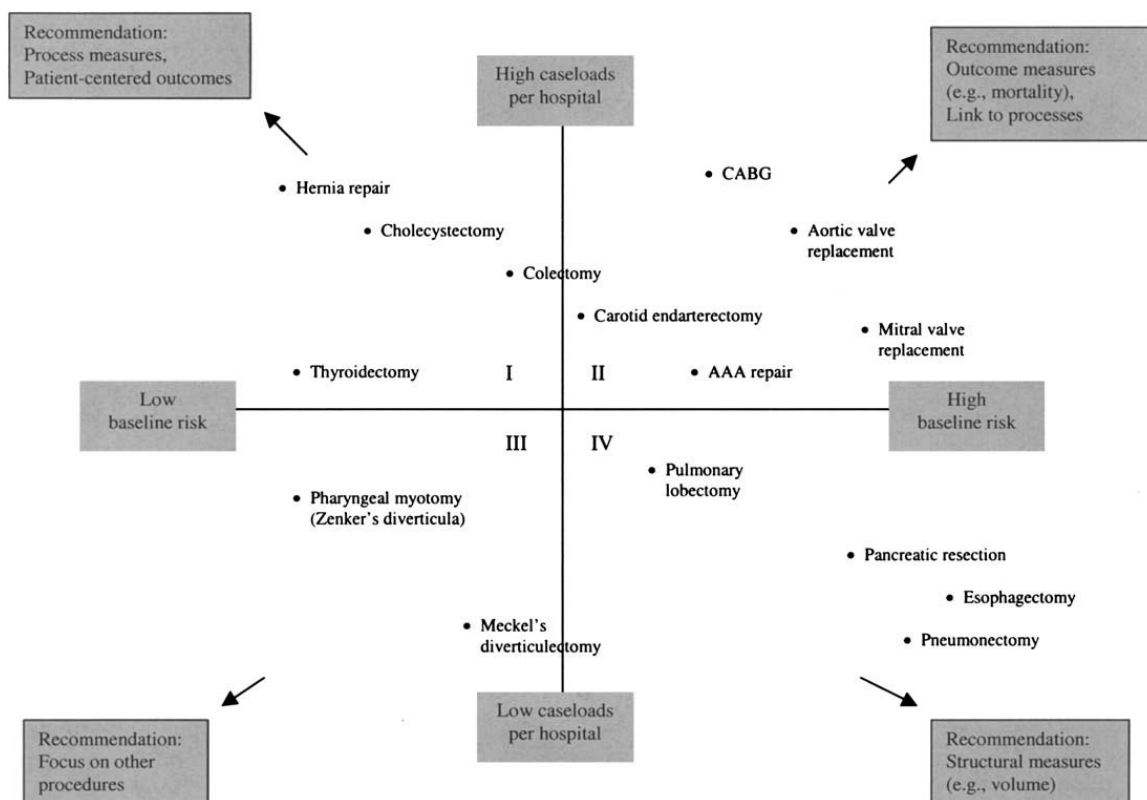 Recommendation:
Process measures,
Patient-centered outcomes
High caseloads
per hospital
Recommendation:
Outcome measures
(e.g., mortality),
Link to processes
• CABG
• Hernia repair
• Cholecystectomy
• Aortic valve
replacement
• Colectomy
• Carotid endarterectomy
• Mitral valve
replacement
• Thyroidectomy
I
II
• AAA repair
Low
baseline risk
High
baseline risk
III
IV
• Pulmonary
lobectomy
• Pharyngeal myotomy
(Zenker's diverticula)
• Pancreatic resection
• Esophagectomy
• Meckel's
diverticulectomy
• Pneumonectomy
Low caseloads
per hospital
Recommendation:
Focus on other
procedures
Recommendation:
Structural measures
(e.g., volume)